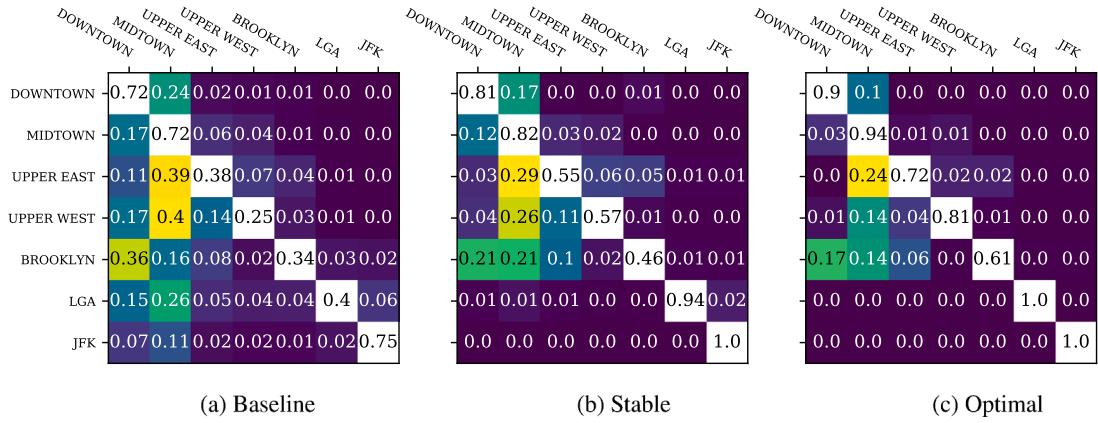 DOWNTOWN MIDTOWN UPPER EAST UPPER WEST BROOKLYN LGA JFK
DOWNTOWN MIDTOWN UPPER EAST UPPER WEST BROOKLYN LGA JFK
DOWNTOWN MIDTOWN UPPER EAST UPPER WEST BROOKLYN LGA JFK
DOWNTOWN 0.72 0.24 0.02 0.01 0.01 0.0 0.0 0.81 0.17 0.0 0.0 0.01 0.0 0.0 0.9 0.1 0.0 0.0 0.0 0.0 0.0
MIDTOWN 0.17 0.72 0.06 0.04 0.01 0.0 0.0 0.12 0.82 0.03 0.02 0.0 0.0 0.0 0.03 0.94 0.01 0.01 0.0 0.0 0.0
UPPER EAST 0.11 0.39 0.38 0.07 0.04 0.01 0.0 0.03 0.29 0.55 0.06 0.05 0.01 0.01 0.0 0.24 0.72 0.02 0.02 0.0 0.0
UPPER WEST 0.17 0.4 0.14 0.25 0.03 0.01 0.0 0.04 0.26 0.11 0.57 0.01 0.0 0.0 0.01 0.14 0.04 0.81 0.01 0.0 0.0
BROOKLYN 0.36 0.16 0.08 0.02 0.34 0.03 0.02 0.21 0.21 0.1 0.02 0.46 0.01 0.01 0.17 0.14 0.06 0.0 0.61 0.0 0.0
LGA 0.15 0.26 0.05 0.04 0.04 0.4 0.06 0.01 0.01 0.01 0.0 0.0 0.94 0.02 0.0 0.0 0.0 0.0 0.0 1.0 0.0
JFK 0.07 0.11 0.02 0.02 0.01 0.02 0.75 0.0 0.0 0.0 0.0 0.0 0.0 1.0 0.0 0.0 0.0 0.0 0.0 0.0 1.0
(a) Baseline (b) Stable (c) Optimal